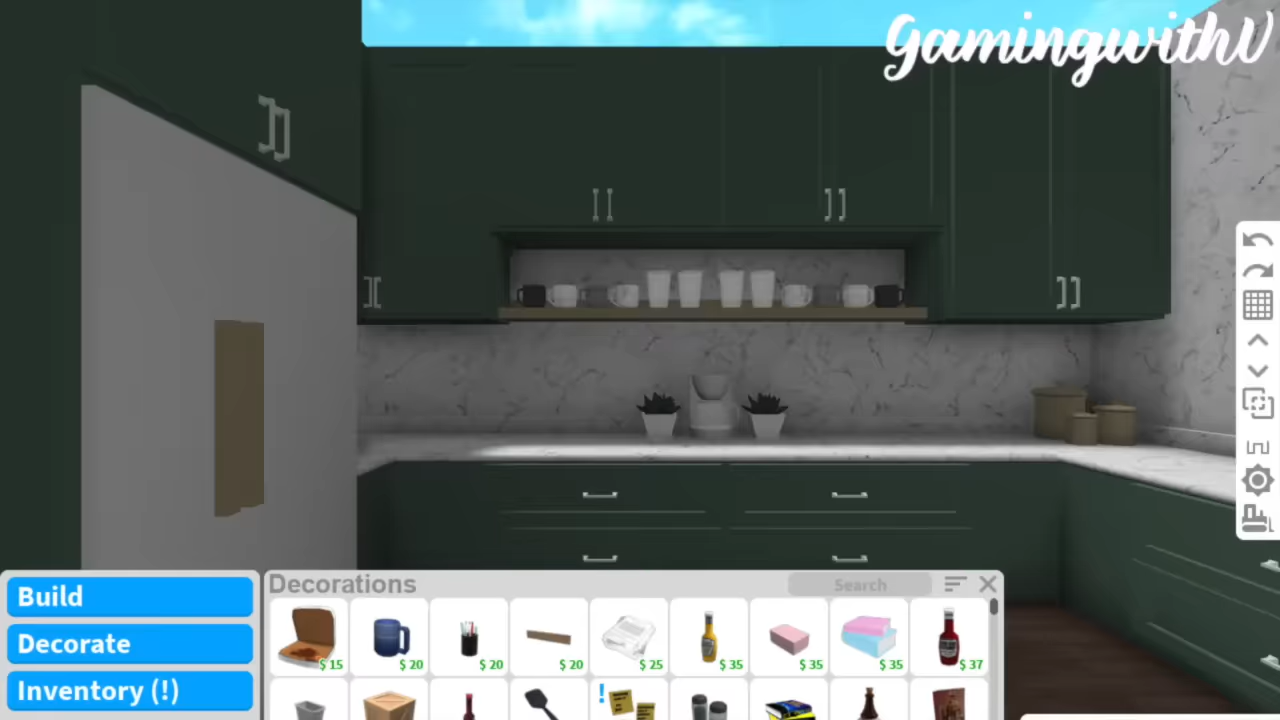 GamingwithV
Build
Decorate
Inventory (!)
Decorations
Search
$ 15
$ 20
$ 20
$ 20
$ 25
$ 35
$ 35
$ 35
$ 37
!